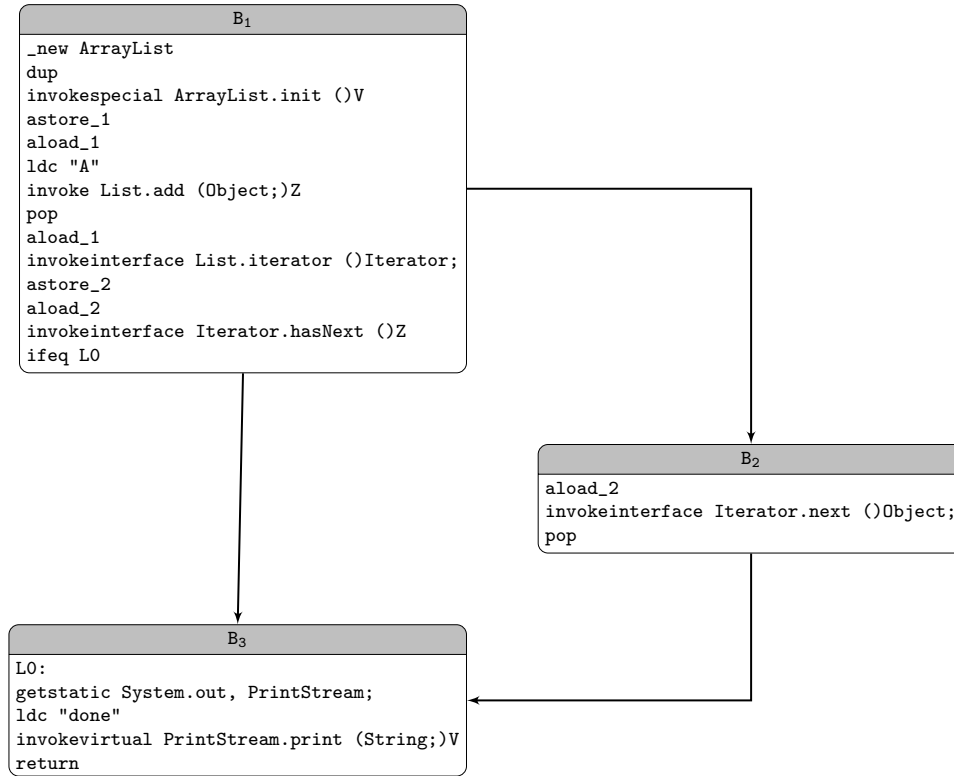 B₁
_new ArrayList
dup
invokespecial ArrayList.init ()V
astore_1
aload_1
ldc "A"
invoke List.add (Object;)Z
pop
aload_1
invokeinterface List.iterator ()Iterator;
astore_2
aload_2
invokeinterface Iterator.hasNext ()Z
ifeq L0
B₂
aload_2
invokeinterface Iterator.next ()Object;
pop
B₃
L0:
getstatic System.out, PrintStream;
ldc "done"
invokevirtual PrintStream.print (String;)V
return